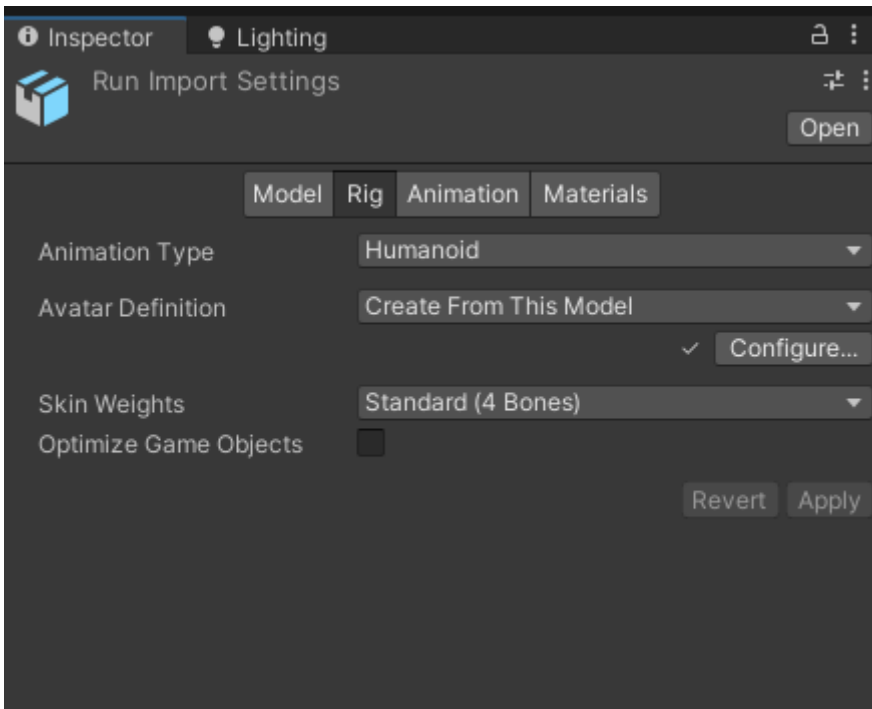 Inspector Lighting
Run Import Settings
Open
Model Rig Animation Materials
Animation Type Humanoid
Avatar Definition Create From This Model
Configure...
Skin Weights Standard (4 Bones)
Optimize Game Objects
Revert Apply